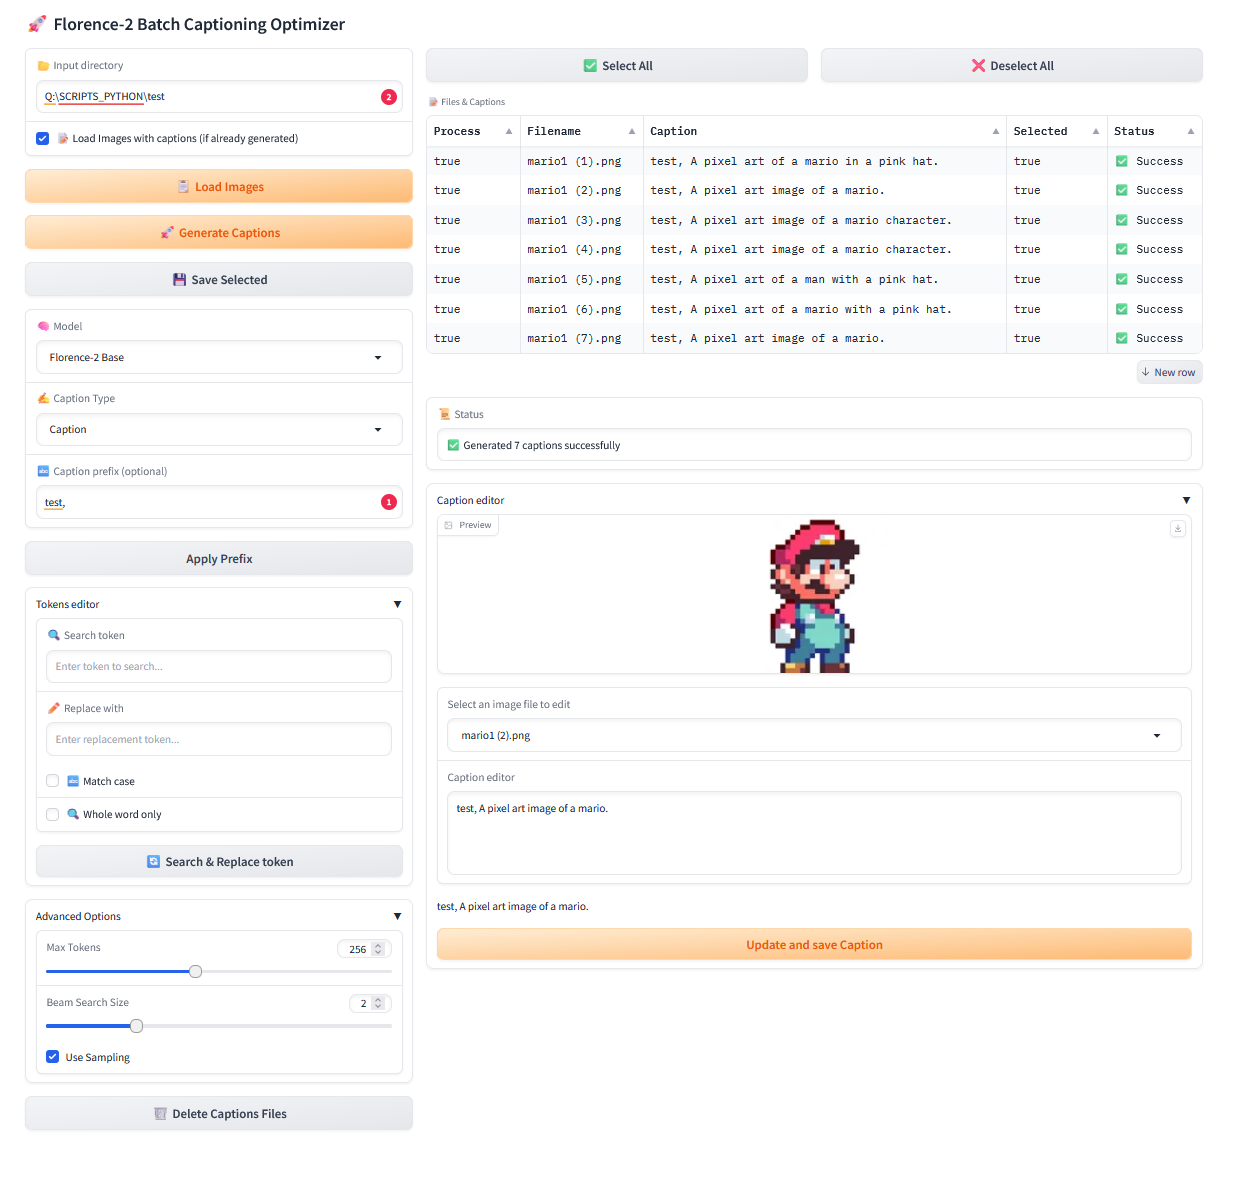 🚀 Florence-2 Batch Captioning Optimizer
📁 Input directory
Q:\SCRIPTS_PYTHON\test
2
📝 Load Images with captions (if already generated)
📋 Load Images
🚀 Generate Captions
💾 Save Selected
🧠 Model
Florence-2 Base
✍️ Caption Type
Caption
🔤 Caption prefix (optional)
test,
1
Apply Prefix
Tokens editor ▼
🔍 Search token
Enter token to search...
✏️ Replace with
Enter replacement token...
🔤 Match case
🔍 Whole word only
🔄 Search & Replace token
Advanced Options ▼
Max Tokens 256
Beam Search Size 2
Use Sampling
🗑️ Delete Captions Files
✅ Select All
❌ Deselect All
📝 Files & Captions
Process Filename Caption Selected Status
true mario1 (1).png test, A pixel art of a mario in a pink hat. true ✅ Success
true mario1 (2).png test, A pixel art image of a mario. true ✅ Success
true mario1 (3).png test, A pixel art image of a mario character. true ✅ Success
true mario1 (4).png test, A pixel art image of a mario character. true ✅ Success
true mario1 (5).png test, A pixel art of a man with a pink hat. true ✅ Success
true mario1 (6).png test, A pixel art of a mario with a pink hat. true ✅ Success
true mario1 (7).png test, A pixel art image of a mario. true ✅ Success
↓ New row
📜 Status
✅ Generated 7 captions successfully
Caption editor ▼
Preview
Select an image file to edit
mario1 (2).png
Caption editor
test, A pixel art image of a mario.
test, A pixel art image of a mario.
Update and save Caption